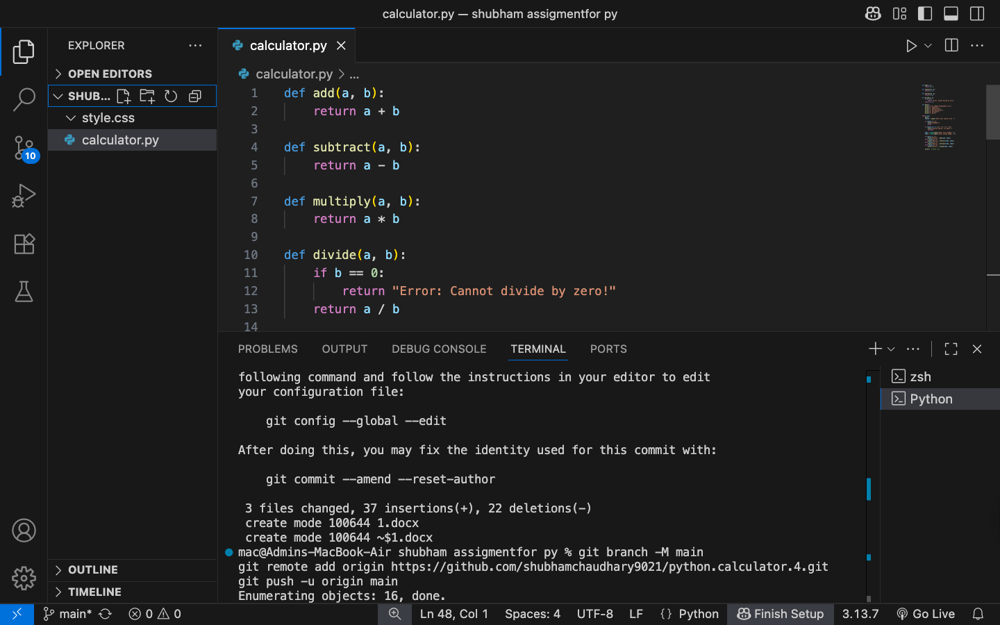 calculator.py — shubham assigmentfor py
EXPLORER
OPEN EDITORS
SHUB...
style.css
calculator.py
10
OUTLINE
TIMELINE
calculator.py
calculator.py > ...
1 def add(a, b):
2 return a + b
3
4 def subtract(a, b):
5 return a - b
6
7 def multiply(a, b):
8 return a * b
9
10 def divide(a, b):
11 if b == 0:
12 return "Error: Cannot divide by zero!"
13 return a / b
14
PROBLEMS OUTPUT DEBUG CONSOLE TERMINAL PORTS
following command and follow the instructions in your editor to edit
your configuration file:
git config --global --edit
After doing this, you may fix the identity used for this commit with:
git commit --amend --reset-author
3 files changed, 37 insertions(+), 22 deletions(-)
create mode 100644 1.docx
create mode 100644 ~$1.docx
mac@Admins-MacBook-Air shubham assigmentfor py % git branch -M main
git remote add origin https://github.com/shubhamchaudhary9021/python.calculator.4.git
git push -u origin main
Enumerating objects: 16, done.
zsh
Python
main* 0 0 Ln 48, Col 1 Spaces: 4 UTF-8 LF {} Python Finish Setup 3.13.7 Go Live